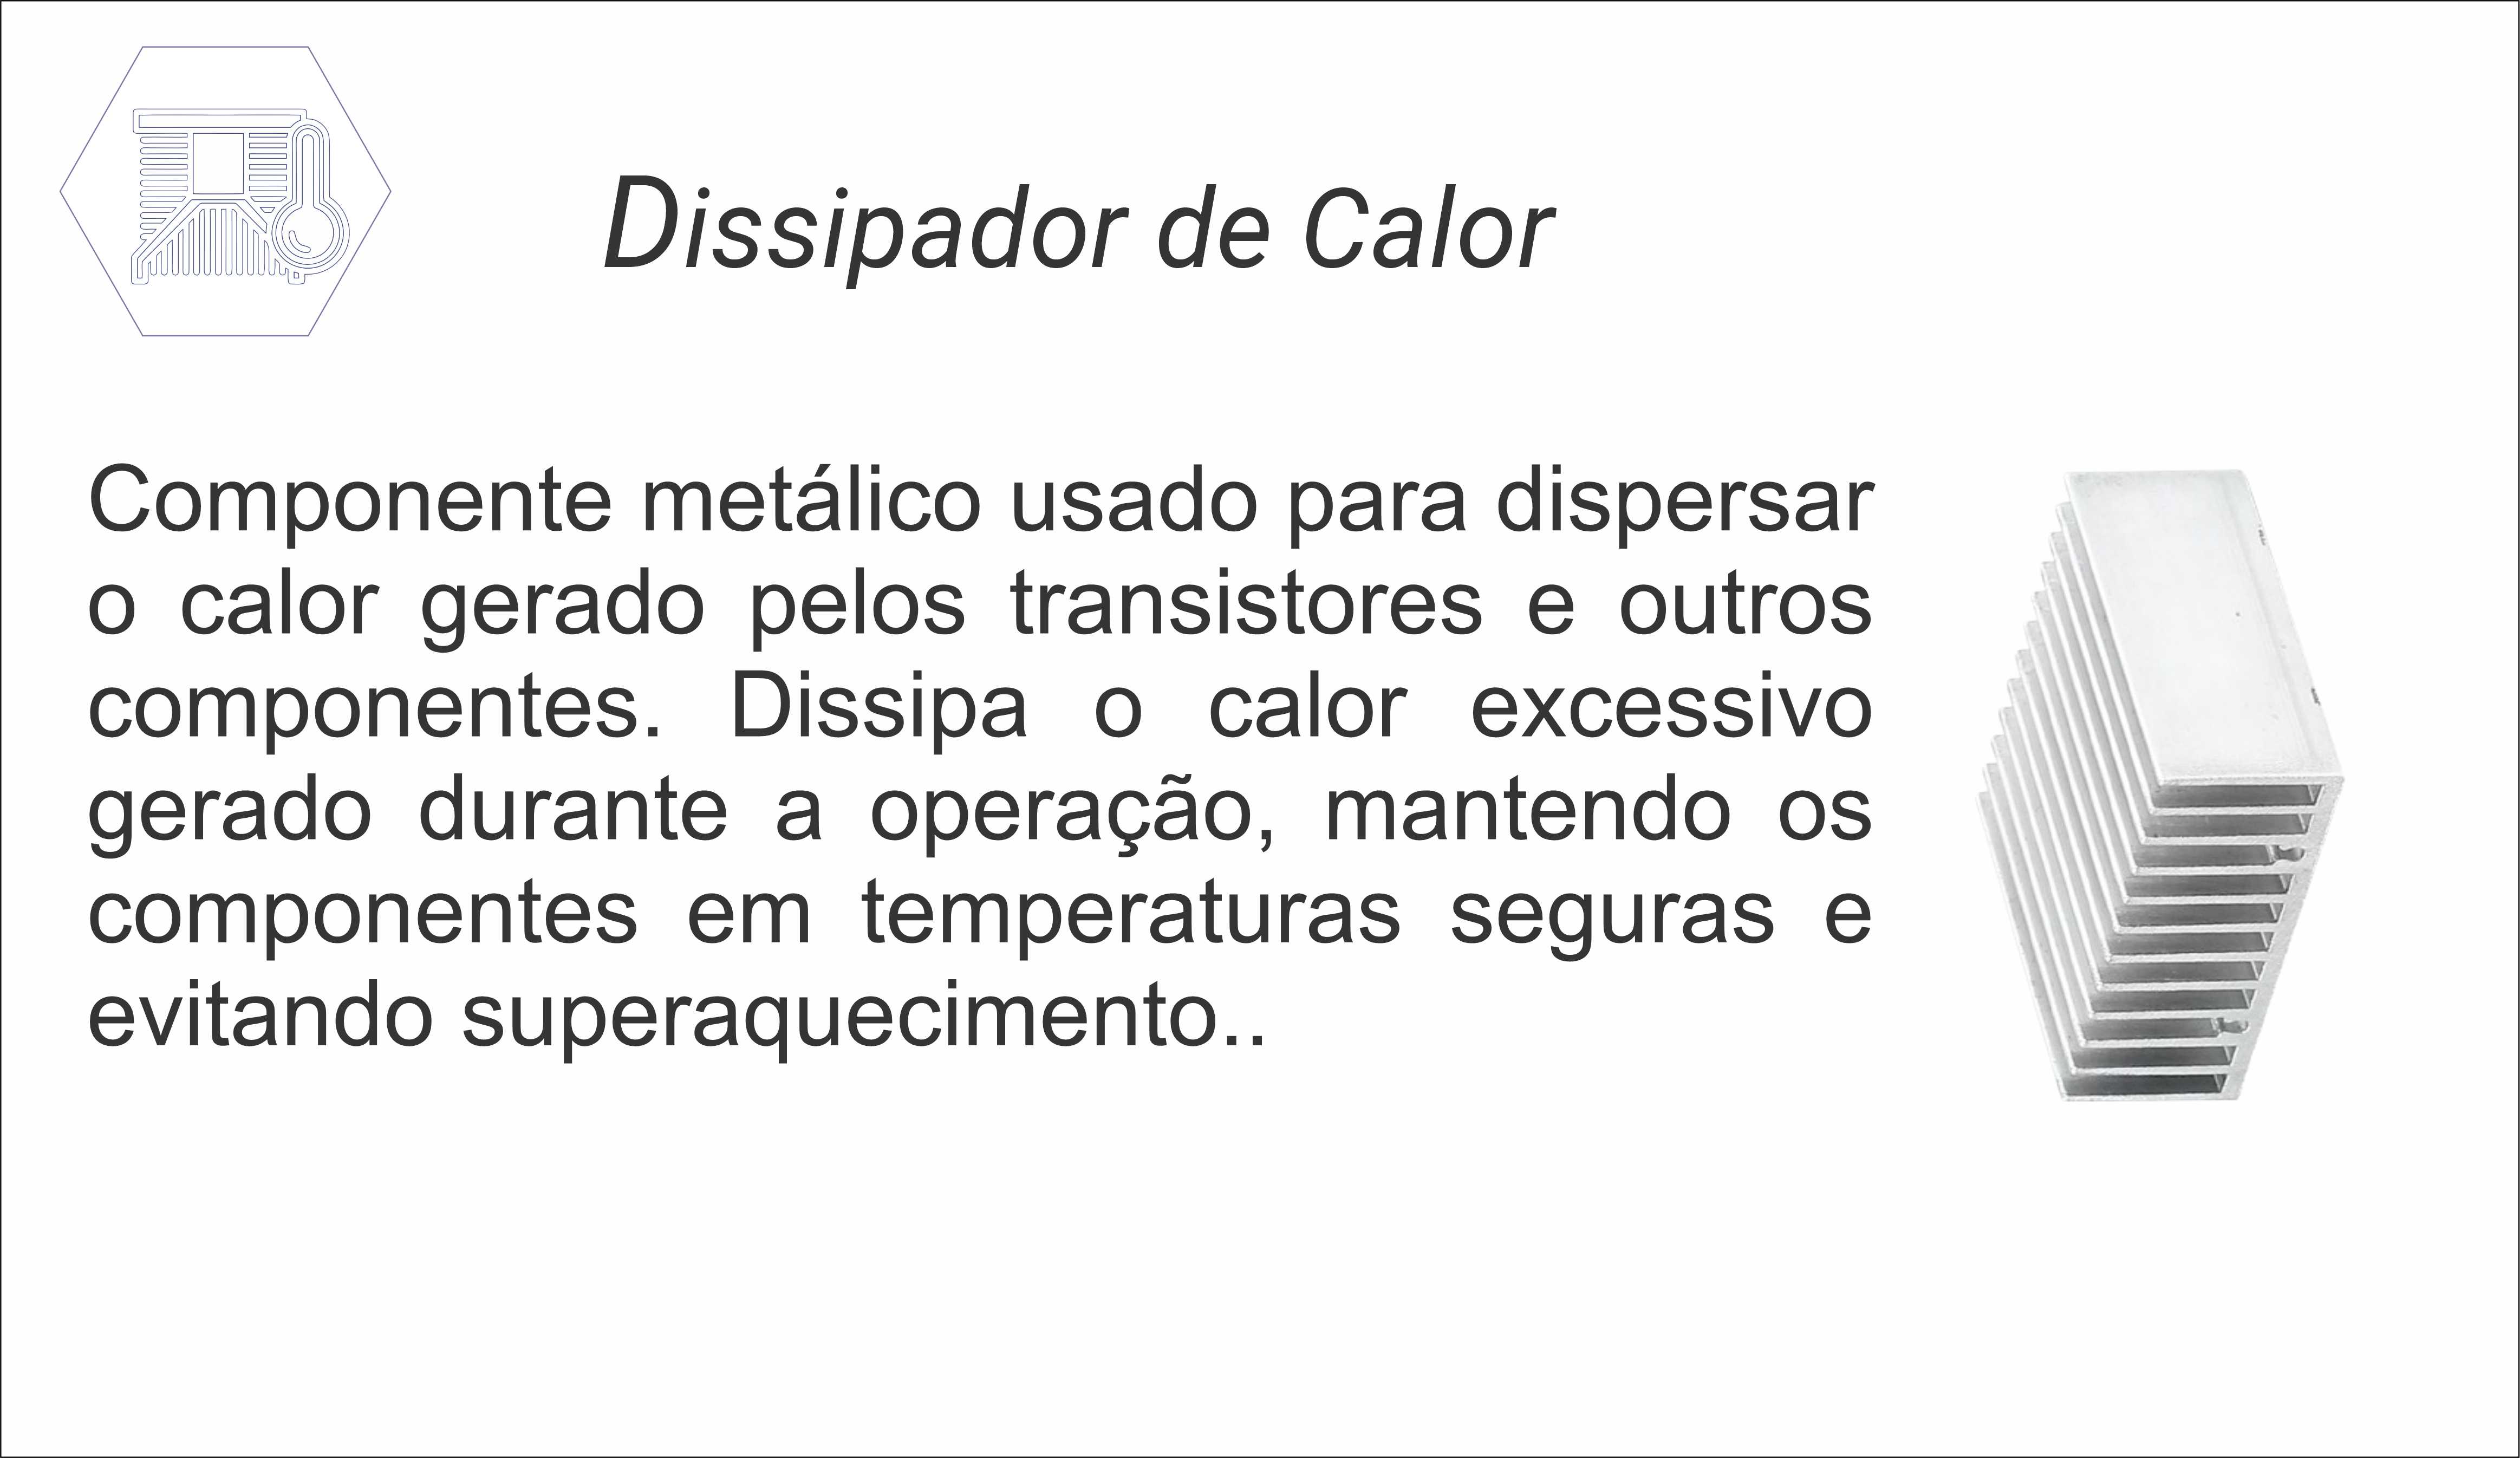 Dissipador de Calor
Componente metálico usado para dispersar
o calor gerado pelos transistores e outros
componentes. Dissipa o calor excessivo
gerado durante a operação, mantendo os
componentes em temperaturas seguras e
evitando superaquecimento..